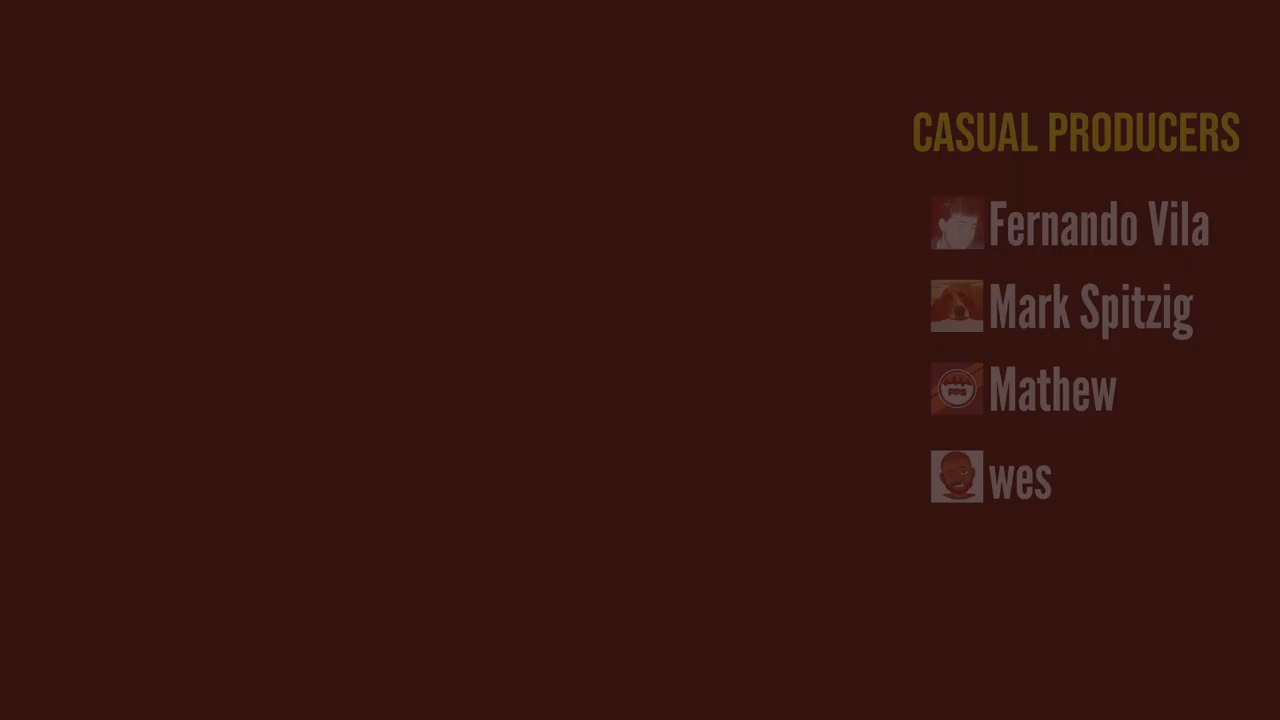 CASUAL PRODUCERS
Fernando Vila
Mark Spitzig
Mathew
wes